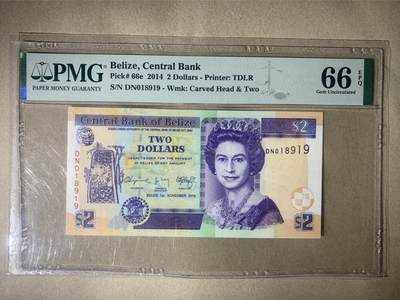 PMG
PAPER MONEY GUARANTY
Belize, Central Bank
Pick# 66e 2014 2 Dollars - Printer: TDLR
S/N DN018919 - Wmk: Carved Head & Two
66 EPQ
Gem Uncirculated
Central Bank of Belize
$2
TWO
DOLLARS
DN018919
DN018919
$2
$2